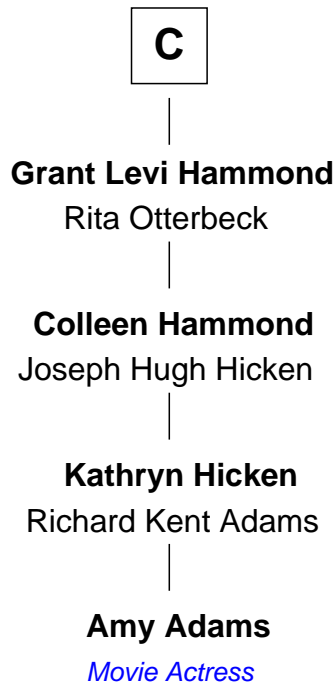 C
Grant Levi Hammond
Rita Otterbeck
Colleen Hammond
Joseph Hugh Hicken
Kathryn Hicken
Richard Kent Adams
Amy Adams
Movie Actress